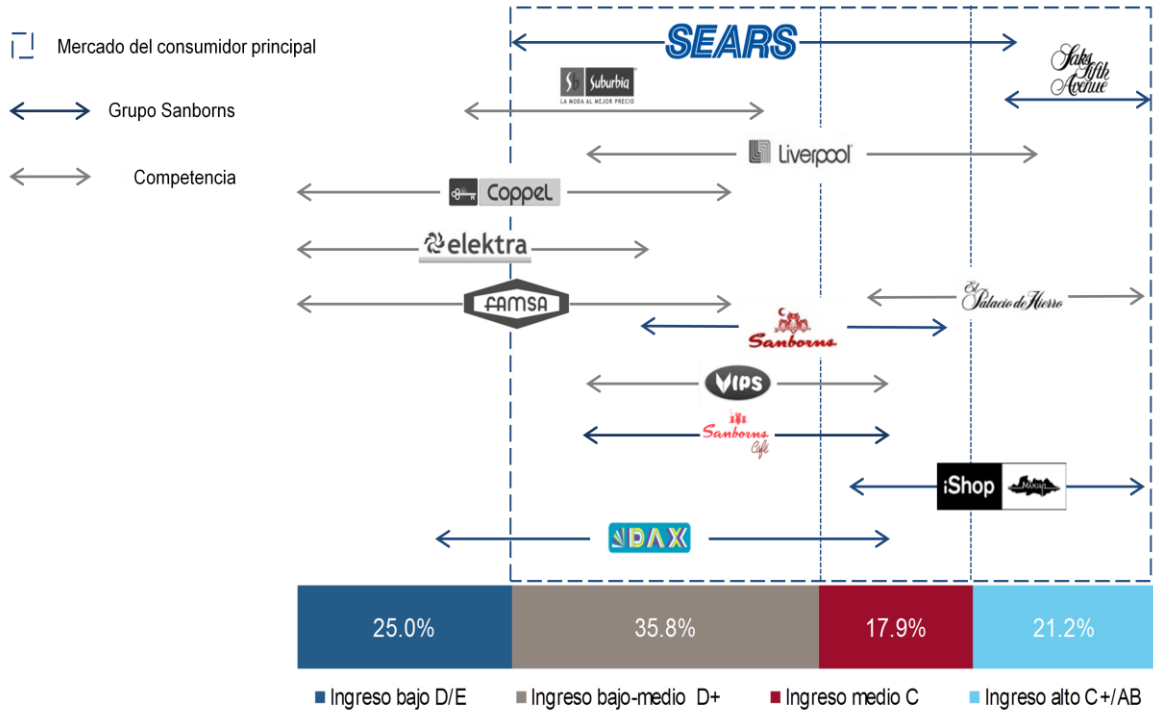 Mercado del consumidor principal
Grupo Sanborns
Competencia
SEARS
Saks
Fifth
Avenue
Sb Suburbia
LA MODA AL MEJOR PRECIO
Liverpool
Coppel
elektra
FAMSA
El
Palacio de Hierro
Sanborns
VIPS
Sanborns
Café
iShop Mixup
DAX
25.0% 35.8% 17.9% 21.2%
Ingreso bajo D/E Ingreso bajo-medio D+ Ingreso medio C Ingreso alto C+/AB